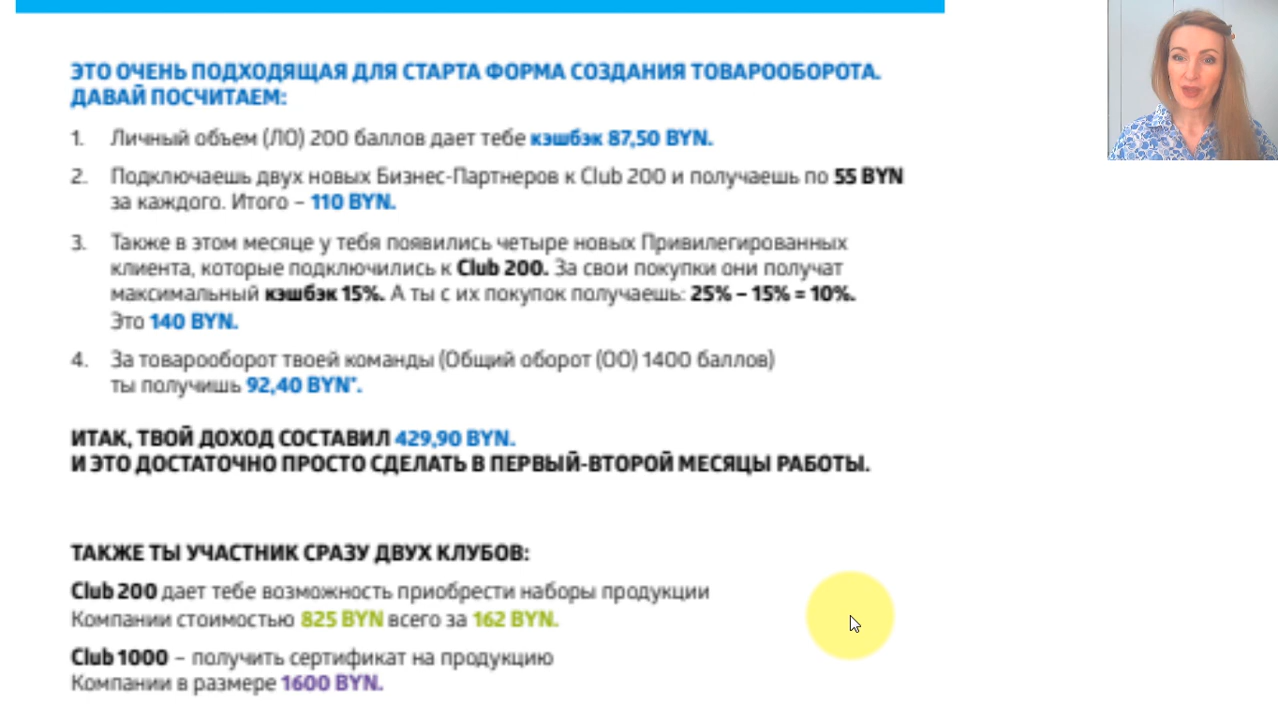 ЭТО ОЧЕНЬ ПОДХОДЯЩАЯ ДЛЯ СТАРТА ФОРМА СОЗДАНИЯ ТОВАРООБОРОТА.
ДАВАЙ ПОСЧИТАЕМ:
1. Личный объем (ЛО) 200 баллов дает тебе кэшбэк 87,50 BYN.
2. Подключаешь двух новых Бизнес-Партнеров к Club 200 и получаешь по 55 BYN
за каждого. Итого – 110 BYN.
3. Также в этом месяце у тебя появились четыре новых Привилегированных
клиента, которые подключились к Club 200. За свои покупки они получат
максимальный кэшбэк 15%. А ты с их покупок получаешь: 25% – 15% = 10%.
Это 140 BYN.
4. За товарооборот твоей команды (Общий оборот (ОО) 1400 баллов)
ты получишь 92,40 BYN*.
ИТАК, ТВОЙ ДОХОД СОСТАВИЛ 429,90 BYN.
И ЭТО ДОСТАТОЧНО ПРОСТО СДЕЛАТЬ В ПЕРВЫЙ-ВТОРОЙ МЕСЯЦЫ РАБОТЫ.
ТАКЖЕ ТЫ УЧАСТНИК СРАЗУ ДВУХ КЛУБОВ:
Club 200 дает тебе возможность приобрести наборы продукции
Компании стоимостью 825 BYN всего за 162 BYN.
Club 1000 – получить сертификат на продукцию
Компании в размере 1600 BYN.